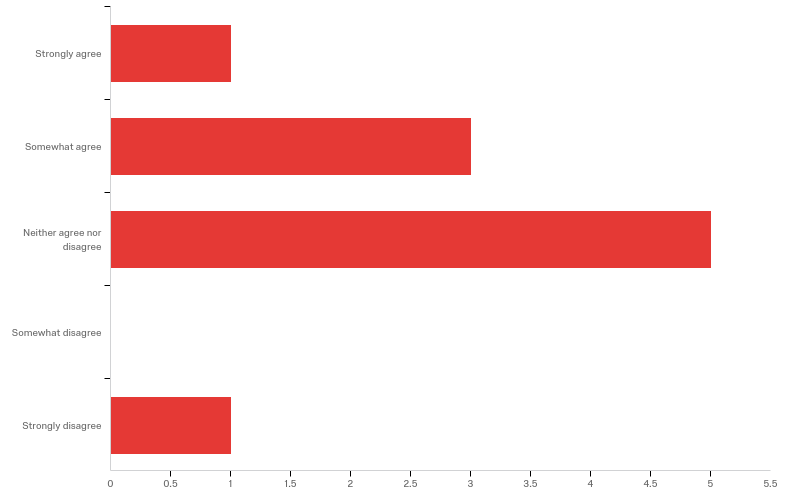 Strongly agree
Somewhat agree
Neither agree nor
disagree
Somewhat disagree
Strongly disagree
0 0.5 1 1.5 2 2.5 3 3.5 4 4.5 5 5.5